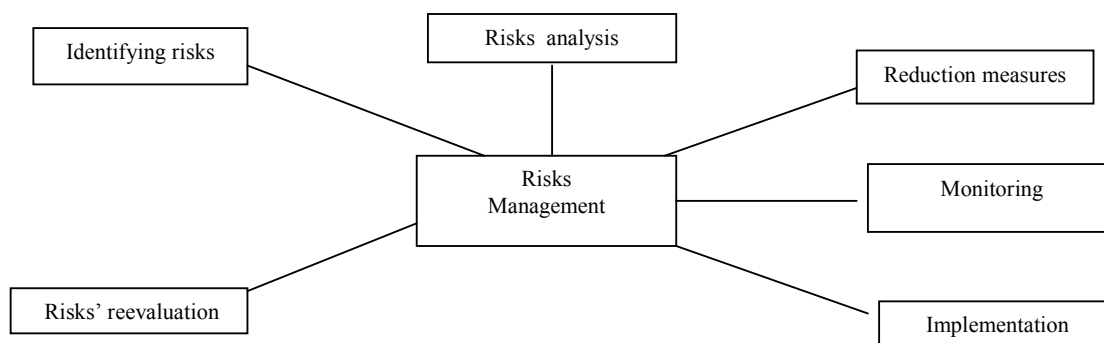 Identifying risks
Risks analysis
Reduction measures
Risks
Management
Monitoring
Risks’ reevaluation
Implementation